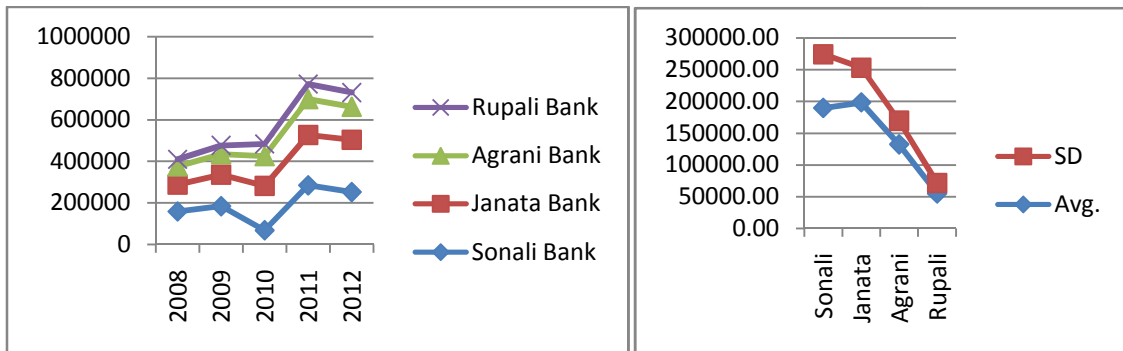 1000000
800000
600000
400000
200000
0
2008
2009
2010
2011
2012
Rupali Bank
Agrani Bank
Janata Bank
Sonali Bank
300000.00
250000.00
200000.00
150000.00
100000.00
50000.00
0.00
Sonali
Janata
Agrani
Rupali
SD
Avg.